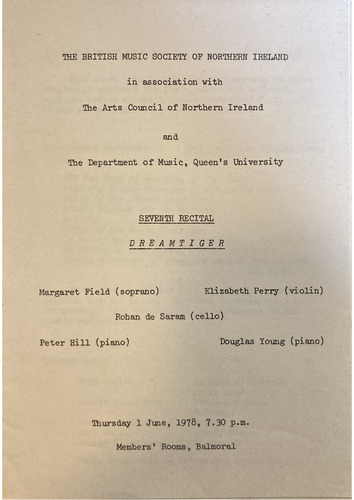 THE BRITISH MUSIC SOCIETY OF NORTHERN IRELAND
in association with
The Arts Council of Northern Ireland
and
The Department of Music, Queen's University
SEVENTH RECITAL
DREAMTIGER
Margaret Field (soprano) Elizabeth Perry (violin)
Rohan de Saram (cello)
Peter Hill (piano) Douglas Young (piano)
Thursday 1 June, 1978, 7.30 p.m.
Members' Rooms, Balmoral